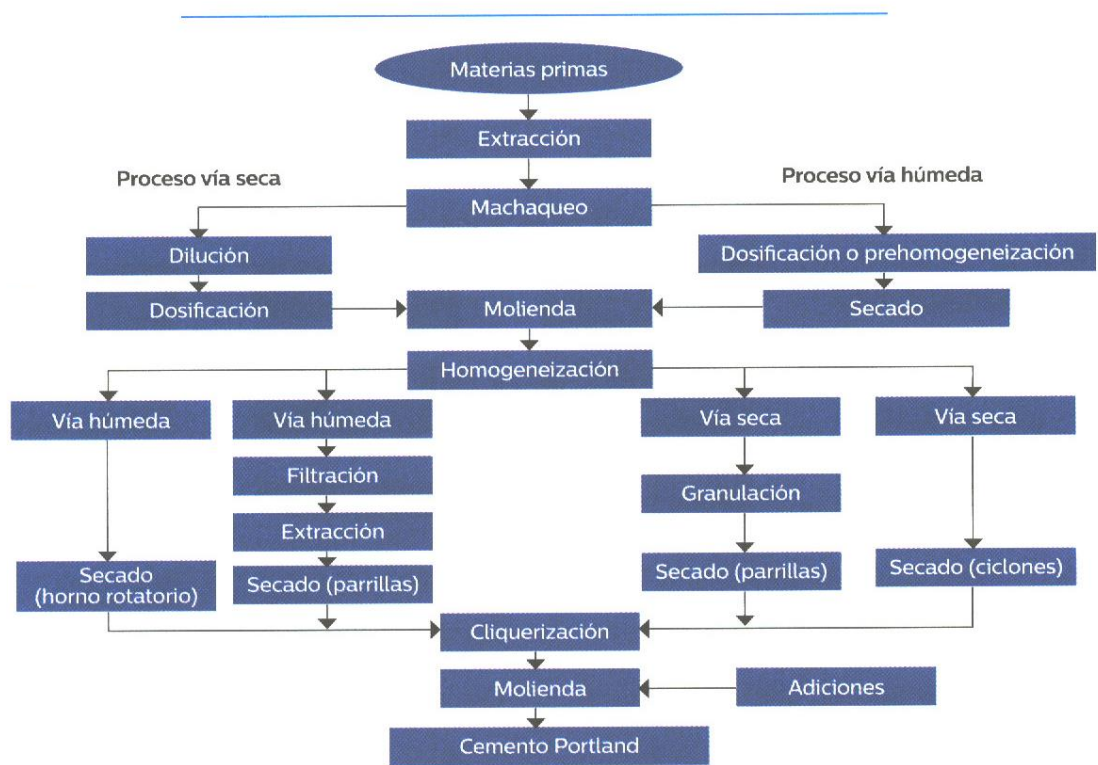 Materias primas
Extracción
Proceso vía seca
Proceso vía húmeda
Machaqueo
Dilución
Dosificación o prehomogeneización
Dosificación
Molienda
Secado
Homogeneización
Vía húmeda
Vía húmeda
Vía seca
Vía seca
Filtración
Granulación
Extracción
Secado
(horno rotatorio)
Secado (parrillas)
Secado (parrillas)
Secado (ciclones)
Cliquerización
Molienda
Adiciones
Cemento Portland